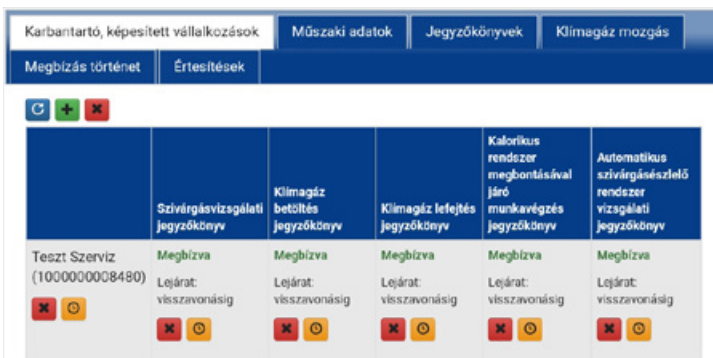 Karbantartó, képesített vállalkozások
Műszaki adatok
Jegyzőkönyvek
Klímagáz mozgás
Megbízás történet
Értesítések
Szivárgásvizsgálati
jegyzőkönyv
Klímagáz
betöltés
jegyzőkönyv
Klímagáz lefejtés
jegyzőkönyv
Kalorikus
rendszer
megbontásával
járó
munkavégzés
jegyzőkönyv
Automatikus
szivárgásészlelő
rendszer
vizsgálati
jegyzőkönyv
Teszt Szerviz
(1000000008480)
Megbízva
Lejárat:
visszavonásig
Megbízva
Lejárat:
visszavonásig
Megbízva
Lejárat:
visszavonásig
Megbízva
Lejárat:
visszavonásig
Megbízva
Lejárat:
visszavonásig